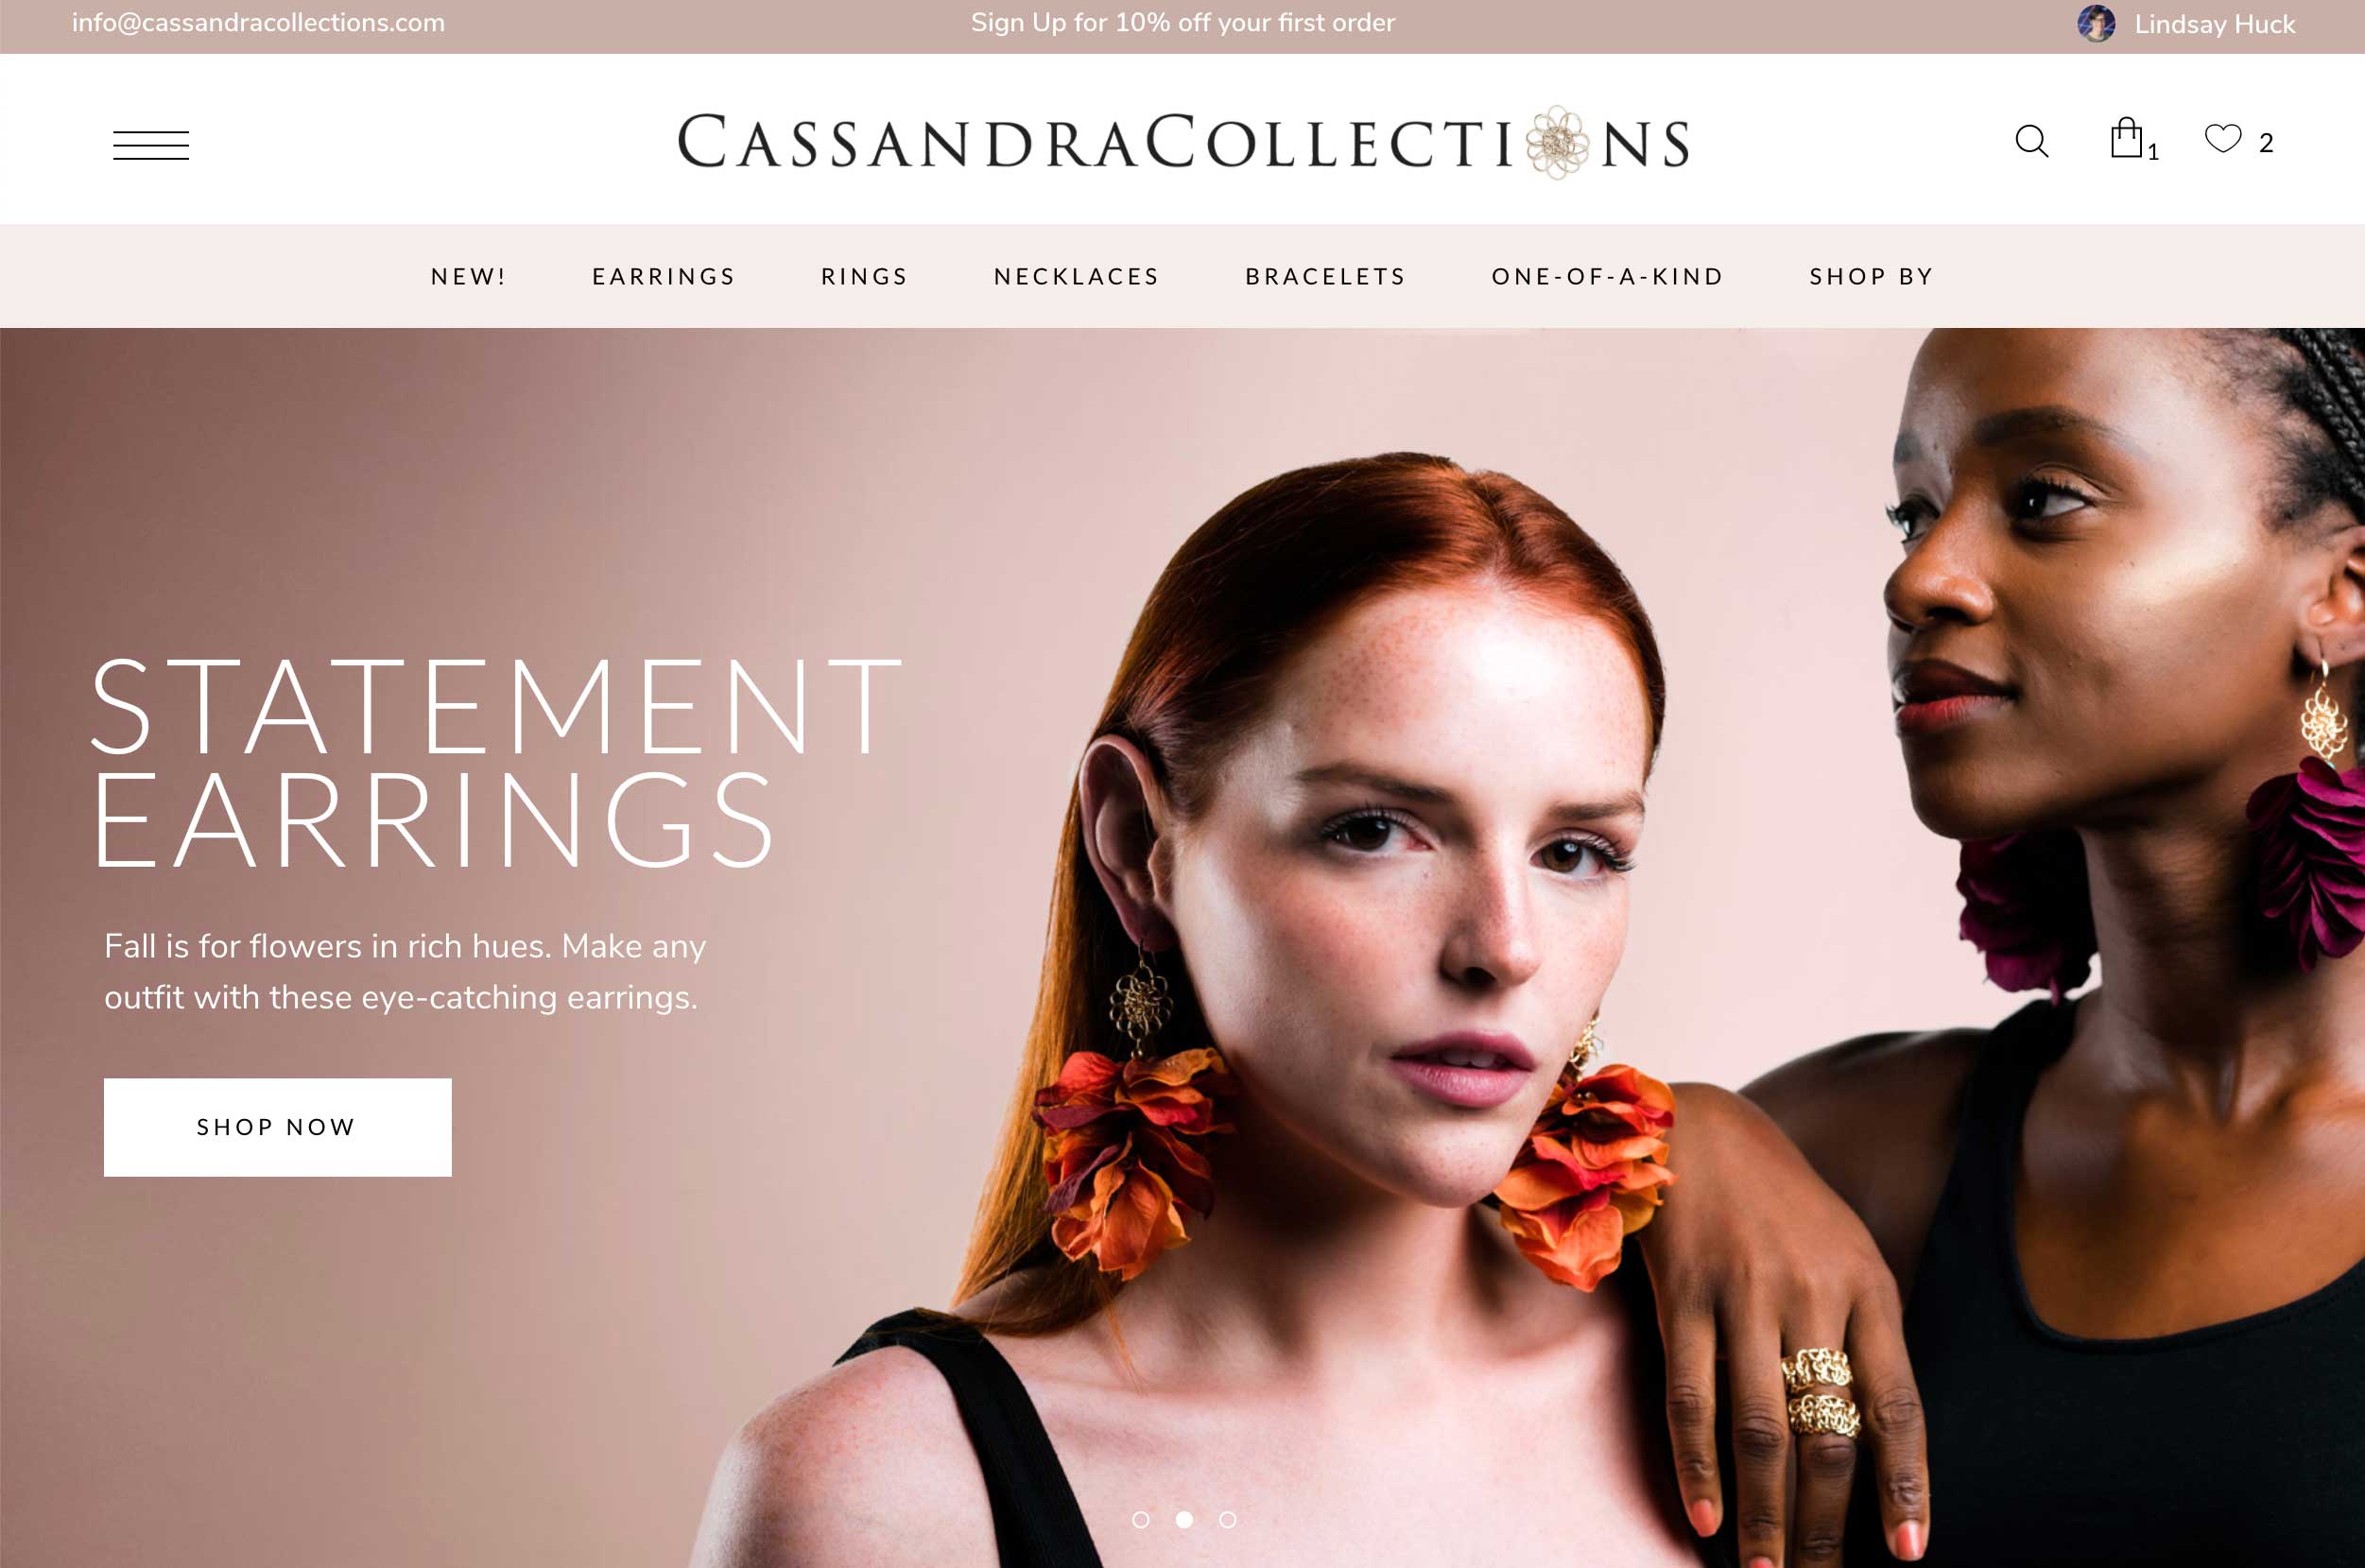 info@cassandracollections.com
Sign Up for 10% off your first order
Lindsay Huck
CASSANDRACOLLECTIONS
1
2
NEW!
EARRINGS
RINGS
NECKLACES
BRACELETS
ONE-OF-A-KIND
SHOP BY
STATEMENT
EARRINGS
Fall is for flowers in rich hues. Make any
outfit with these eye-catching earrings.
SHOP NOW